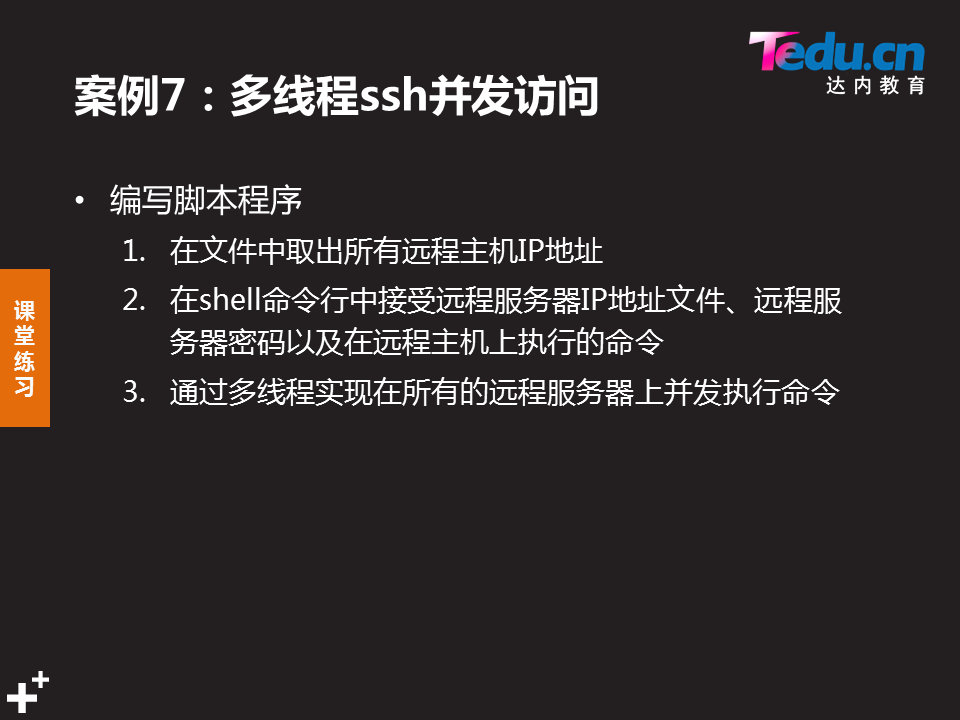 Tedu.cn
达内教育
案例7：多线程ssh并发访问
• 编写脚本程序
1. 在文件中取出所有远程主机IP地址
2. 在shell命令行中接受远程服务器IP地址文件、远程服
务器密码以及在远程主机上执行的命令
3. 通过多线程实现在所有的远程服务器上并发执行命令
课
堂
练
习